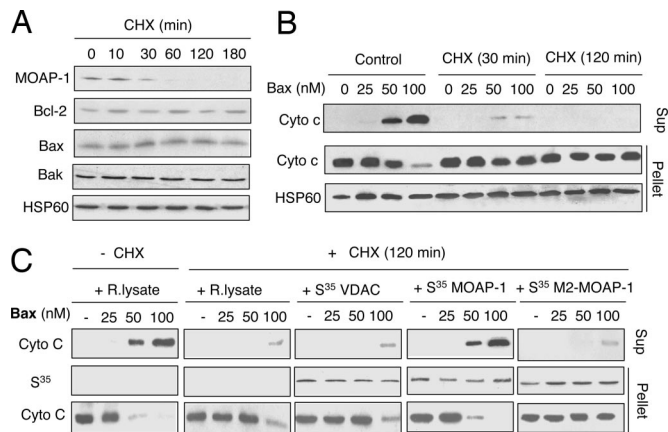 A
CHX (min)
0 10 30 60 120 180
MOAP-1
Bcl-2
Bax
Bak
HSP60
B
Control CHX (30 min) CHX (120 min)
Bax (nM) 0 25 50 100 0 25 50 100 0 25 50 100
Cyto c
Sup
Cyto c
HSP60
Pellet
C
- CHX + CHX (120 min)
+ R.lysate + R.lysate + S35 VDAC + S35 MOAP-1 + S35 M2-MOAP-1
Bax (nM) - 25 50 100 - 25 50 100 - 25 50 100 - 25 50 100 - 25 50 100
Cyto C
Sup
S35
Cyto C
Pellet